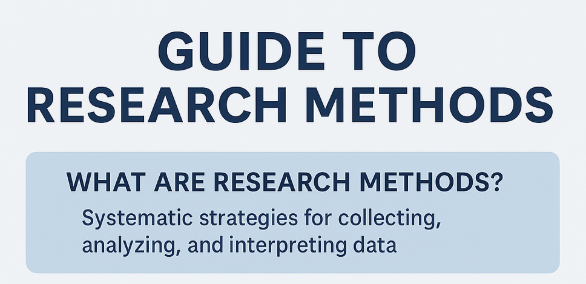 GUIDE TO
RESEARCH METHODS
WHAT ARE RESEARCH METHODS?
Systematic strategies for collecting,
analyzing, and interpreting data